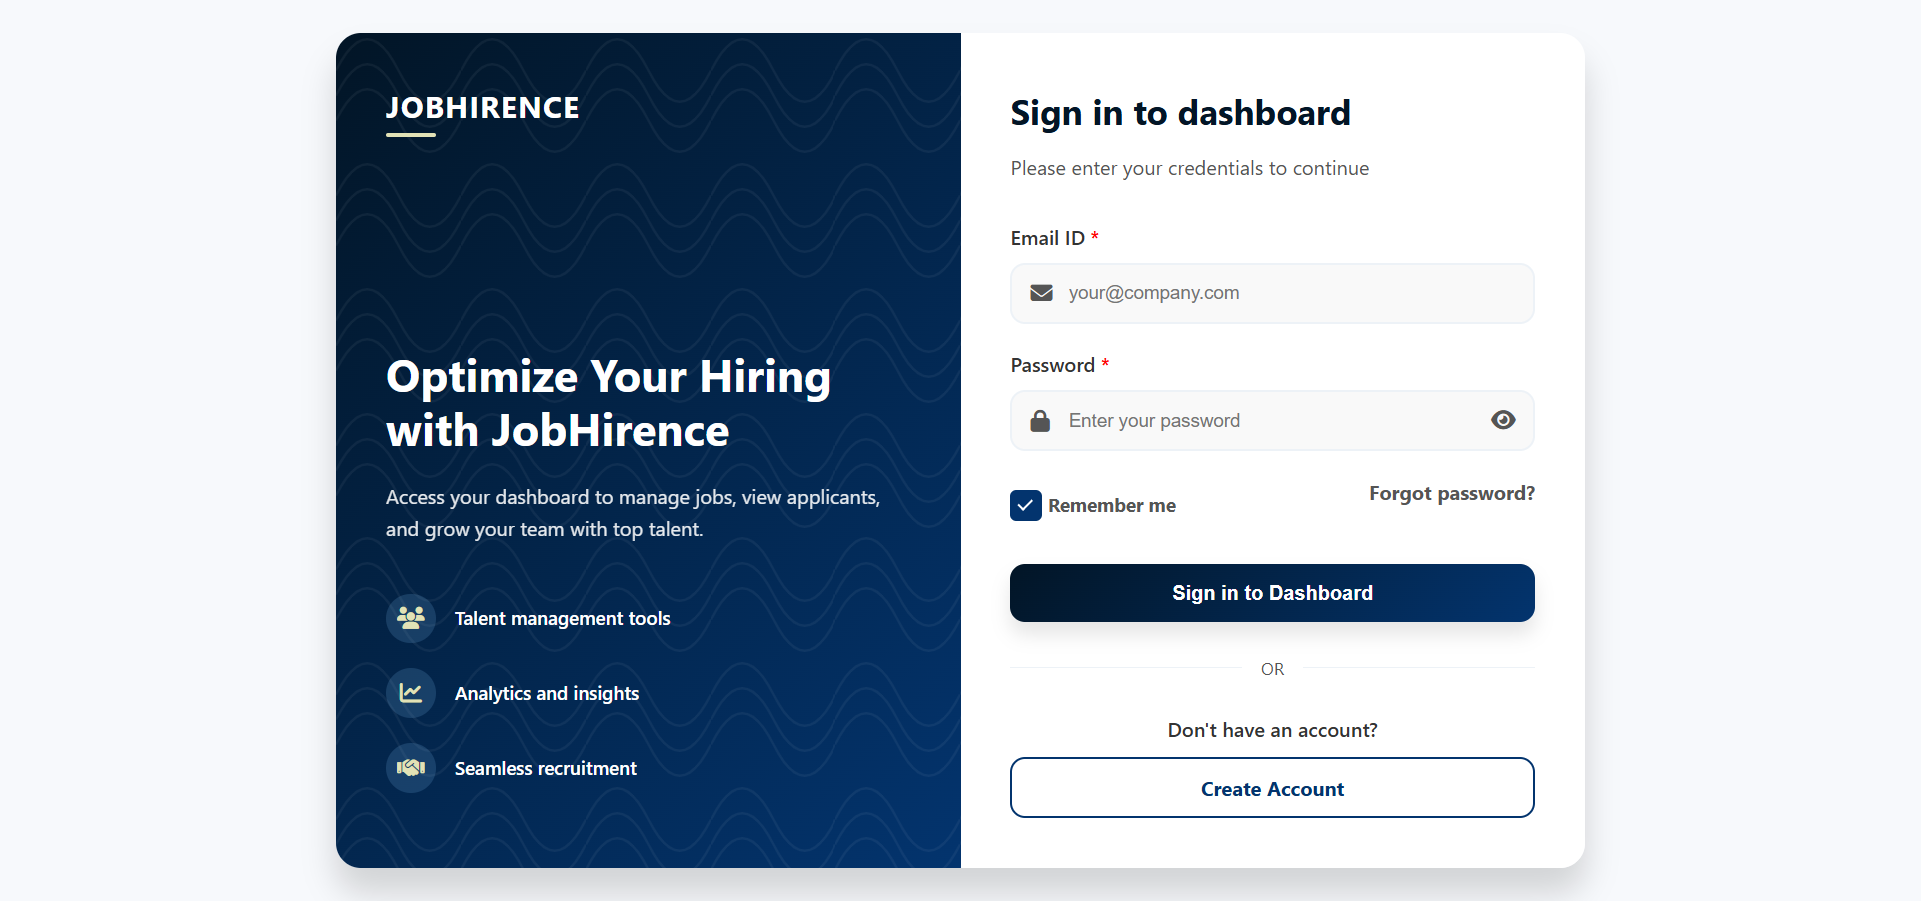 JOBHIRENCE
Optimize Your Hiring
with JobHirence
Access your dashboard to manage jobs, view applicants,
and grow your team with top talent.
Talent management tools
Analytics and insights
Seamless recruitment
Sign in to dashboard
Please enter your credentials to continue
Email ID *
your@company.com
Password *
Enter your password
Remember me
Forgot password?
Sign in to Dashboard
OR
Don't have an account?
Create Account